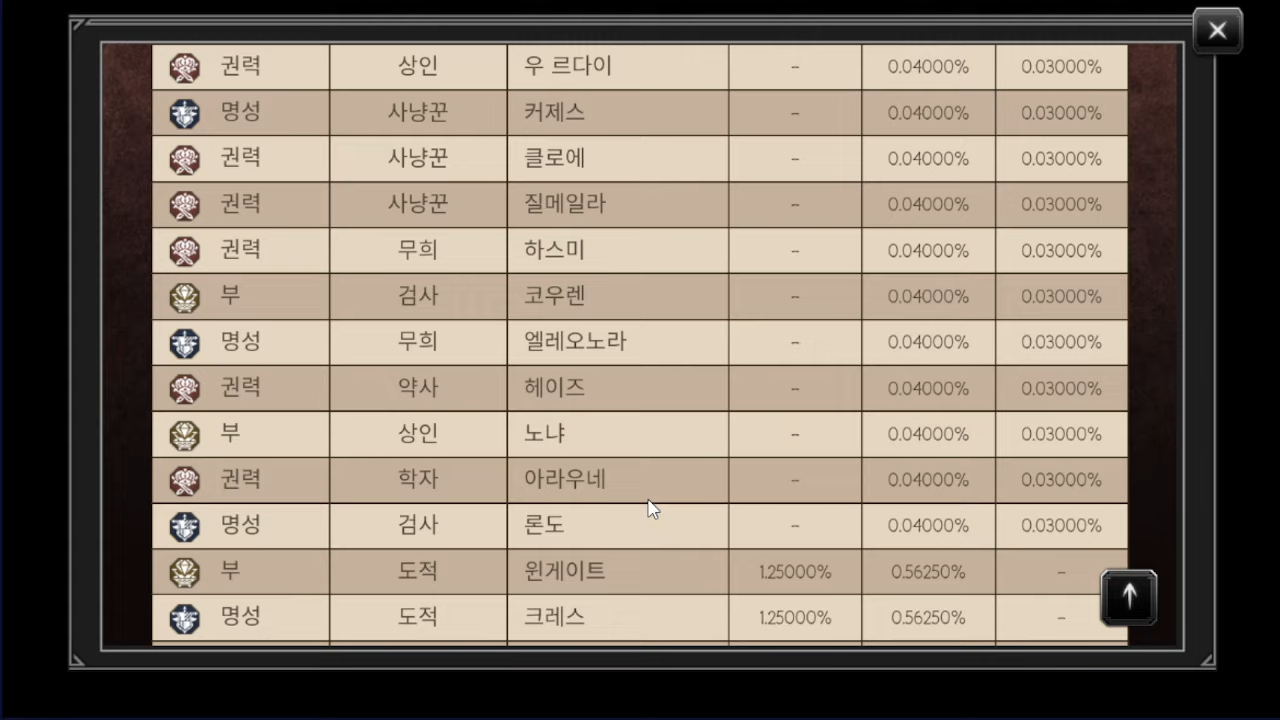 권력 상인 우 르다이 - 0.04000% 0.03000%
명성 사냥꾼 커제스 - 0.04000% 0.03000%
권력 사냥꾼 클로에 - 0.04000% 0.03000%
권력 사냥꾼 질메일라 - 0.04000% 0.03000%
권력 무희 하스미 - 0.04000% 0.03000%
부 검사 코우렌 - 0.04000% 0.03000%
명성 무희 엘레오노라 - 0.04000% 0.03000%
권력 약사 헤이즈 - 0.04000% 0.03000%
부 상인 노냐 - 0.04000% 0.03000%
권력 학자 아라우네 - 0.04000% 0.03000%
명성 검사 론도 - 0.04000% 0.03000%
부 도적 윈게이트 1.25000% 0.56250% -
명성 도적 크레스 1.25000% 0.56250% -